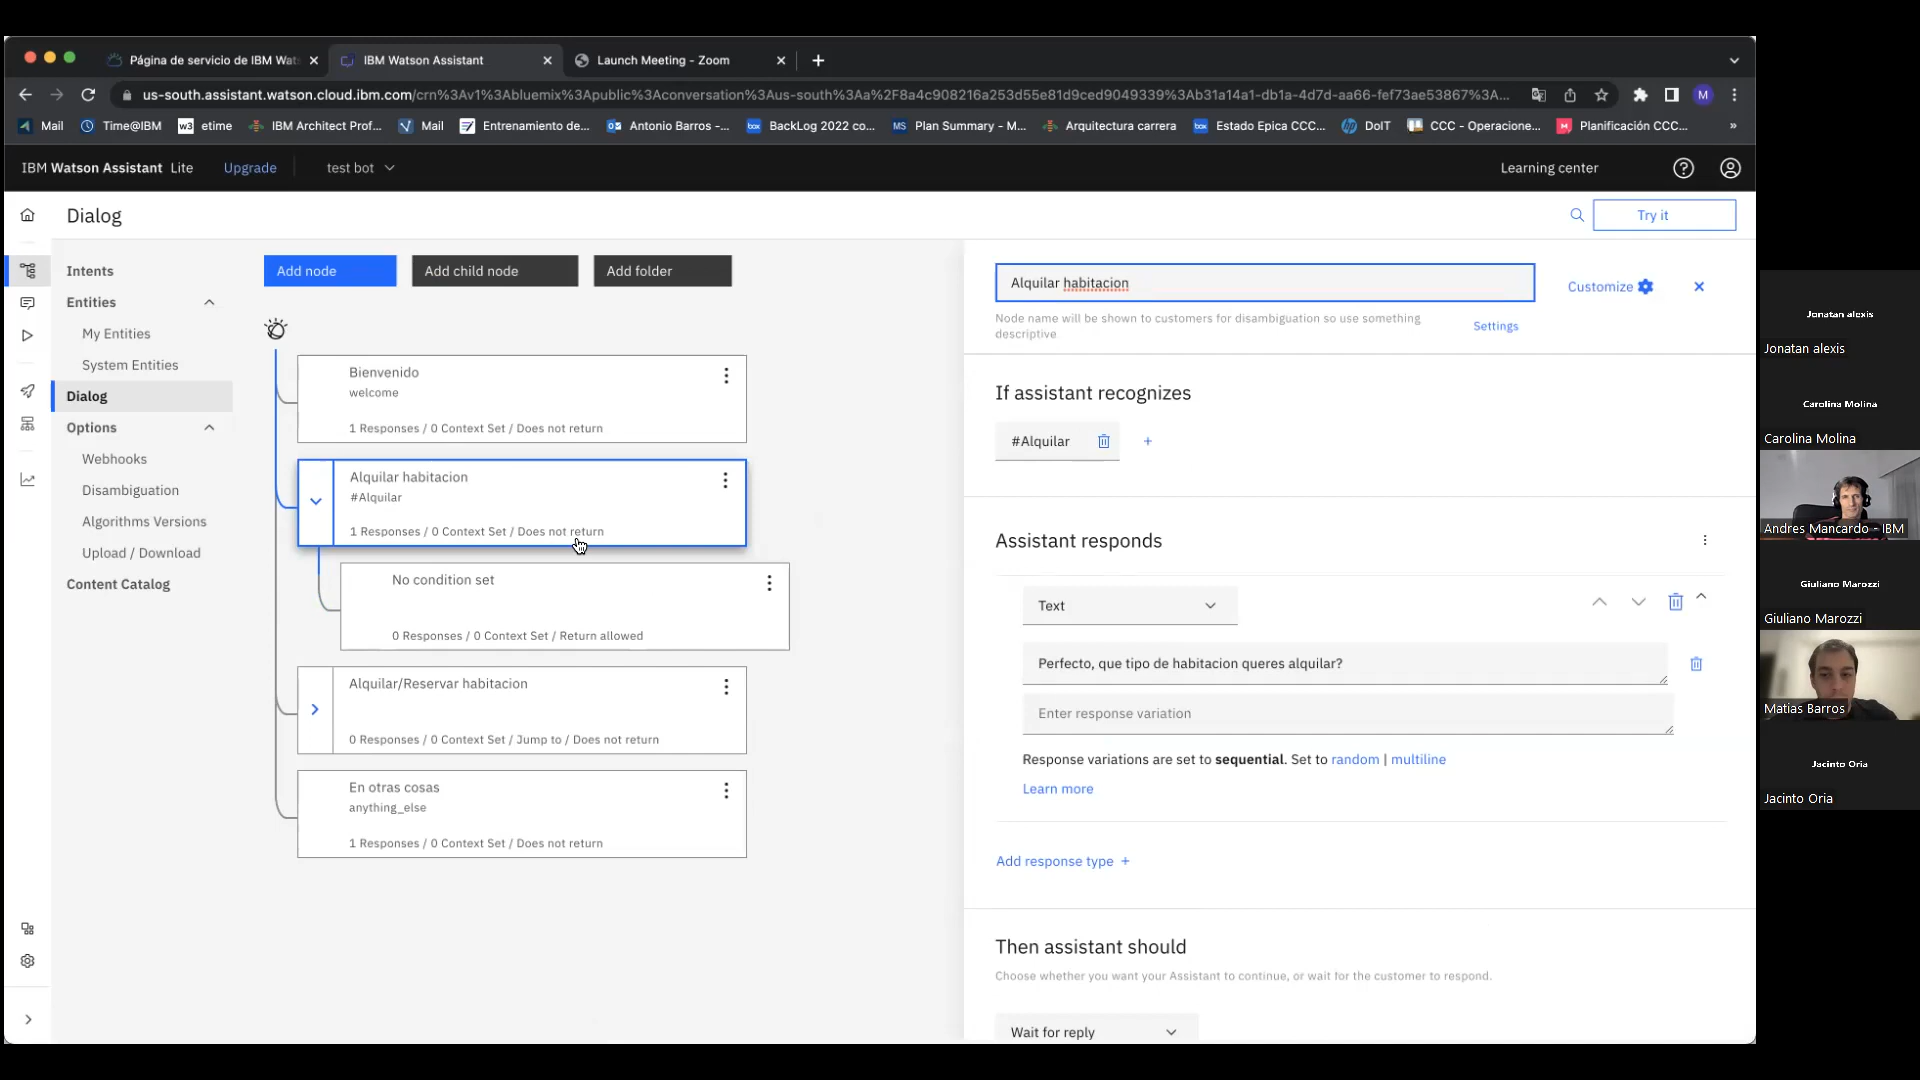 Página de servicio de IBM Wat
IBM Watson Assistant
Launch Meeting - Zoom
us-south.assistant.watson.cloud.ibm.com/crn%3Av1%3Abluemix%3Apublic%3Aconversation%3Aus-south%3Aa%2F8a4c908216a253d55e81d9ced9049339%3Ab31a14a1-db1a-4d7d-aa66-fef73ae53867%3A...
M
Mail
Time@IBM
w3 etime
IBM Architect Prof...
Mail
Entrenamiento de...
Antonio Barros -...
box BackLog 2022 co...
MS Plan Summary - M...
Arquitectura carrera
box Estado Epica CCC...
DoIT
CCC - Operacione...
Planificación CCC...
»
IBM Watson Assistant Lite
Upgrade
test bot
Learning center
Dialog
Try it
Intents
Entities
My Entities
System Entities
Dialog
Options
Webhooks
Disambiguation
Algorithms Versions
Upload / Download
Content Catalog
Add node
Add child node
Add folder
Bienvenido
welcome
1 Responses / 0 Context Set / Does not return
Alquilar habitacion
#Alquilar
1 Responses / 0 Context Set / Does not return
No condition set
0 Responses / 0 Context Set / Return allowed
Alquilar/Reservar habitacion
0 Responses / 0 Context Set / Jump to / Does not return
En otras cosas
anything_else
1 Responses / 0 Context Set / Does not return
Alquilar habitacion
Customize
Node name will be shown to customers for disambiguation so use something
descriptive
Settings
If assistant recognizes
#Alquilar
Assistant responds
Text
Perfecto, que tipo de habitacion queres alquilar?
Enter response variation
Response variations are set to sequential. Set to random | multiline
Learn more
Add response type +
Then assistant should
Choose whether you want your Assistant to continue, or wait for the customer to respond.
Wait for reply
Jonatan alexis
Jonatan alexis
Carolina Molina
Carolina Molina
Andres Mancardo - IBM
Giuliano Marozzi
Giuliano Marozzi
Matias Barros
Jacinto Oria
Jacinto Oria